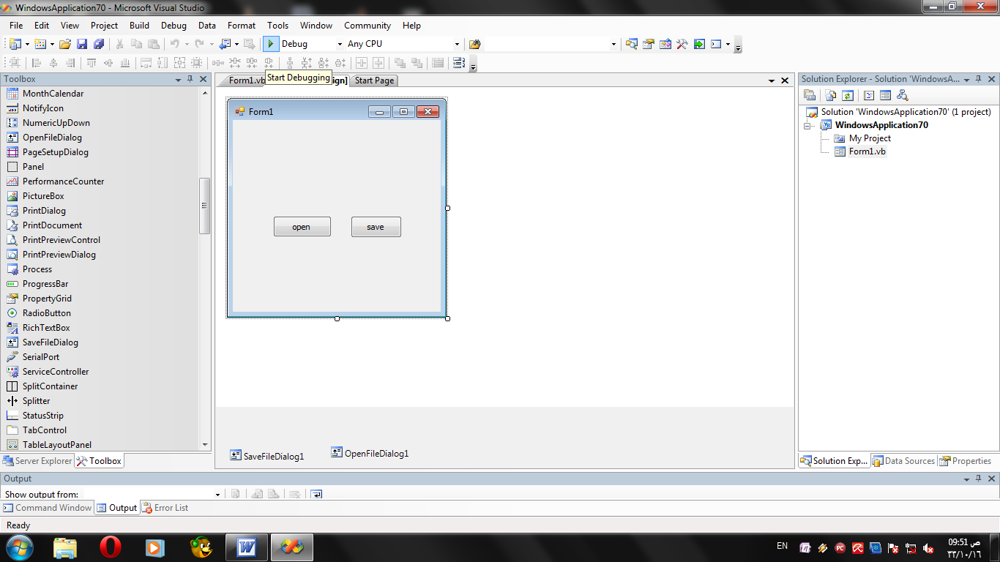 WindowsApplication70 - Microsoft Visual Studio
File Edit View Project Build Debug Data Format Tools Window Community Help
Debug Any CPU
Start Debugging
Toolbox
MonthCalendar
NotifyIcon
NumericUpDown
OpenFileDialog
PageSetupDialog
Panel
PerformanceCounter
PictureBox
PrintDialog
PrintDocument
PrintPreviewControl
PrintPreviewDialog
Process
ProgressBar
PropertyGrid
RadioButton
RichTextBox
SaveFileDialog
SerialPort
ServiceController
SplitContainer
Splitter
StatusStrip
TabControl
TableLayoutPanel
Server Explorer Toolbox
Form1.vb ign] Start Page
Form1
open save
SaveFileDialog1 OpenFileDialog1
Solution Explorer - Solution 'WindowsA...
Solution 'WindowsApplication70' (1 project)
WindowsApplication70
My Project
Form1.vb
Solution Exp... Data Sources Properties
Output
Show output from:
Command Window Output Error List
Ready
EN
09:51 ص
٣٣/١٠/١٦